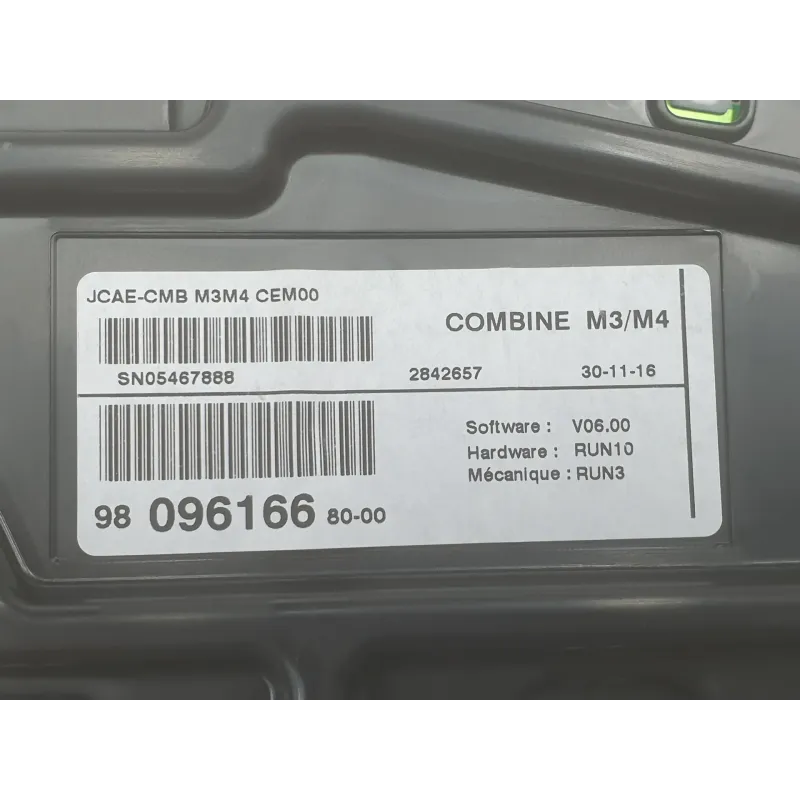 JCAE-CMB M3M4 CEM00
COMBINE M3/M4
SN05467888 2842657 30-11-16
Software : V06.00
Hardware : RUN10
Mécanique : RUN3
98 096166 80-00